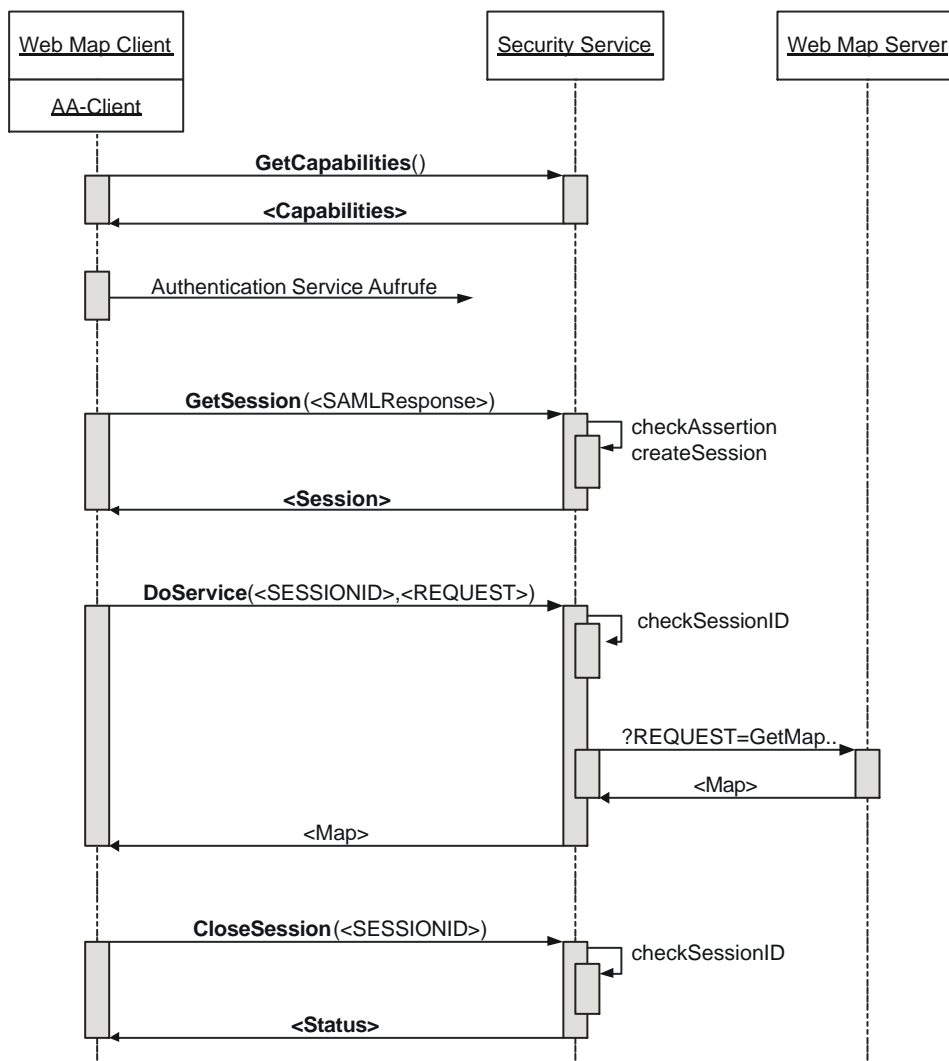 Web Map Client
Security Service
Web Map Server
AA-Client
GetCapabilities()
<Capabilities>
Authentication Service Aufrufe
GetSession(<SAMLResponse>)
checkAssertion
createSession
<Session>
DoService(<SESSIONID>,<REQUEST>)
checkSessionID
?REQUEST=GetMap..
<Map>
<Map>
CloseSession(<SESSIONID>)
checkSessionID
<Status>